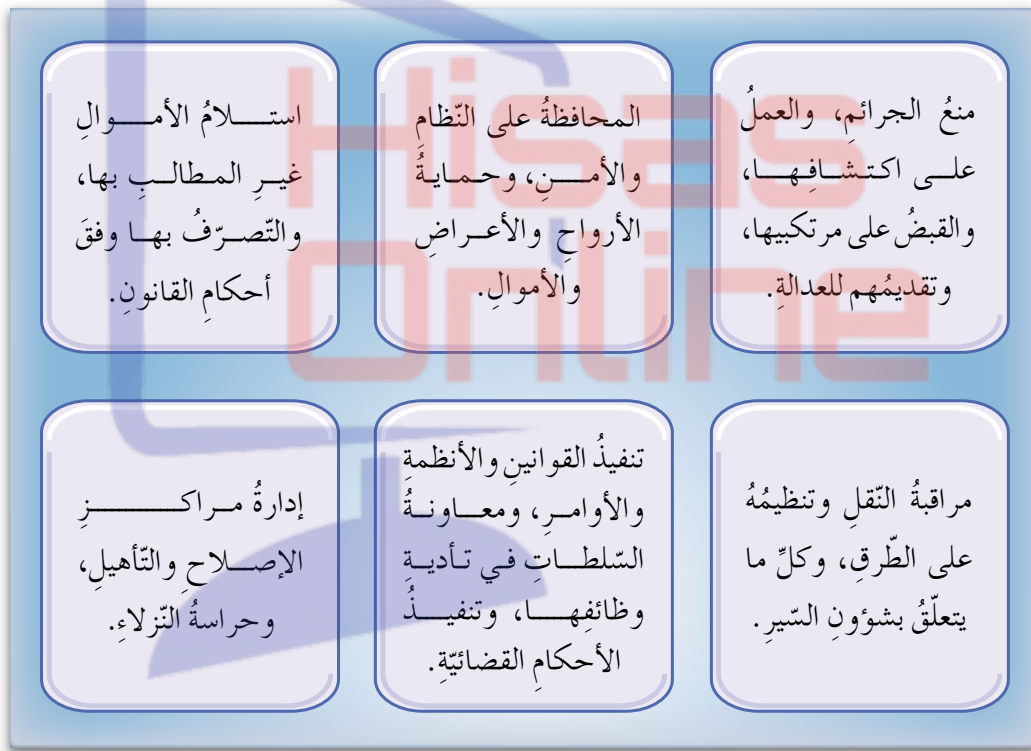 منعُ الجرائمِ، والعملُ
على اكتشافِهـا،
والقبضُ على مرتكبيها،
وتقديمُهم للعدالةِ.
المحافظةُ على النّظامِ
والأمنِ، وحمايةُ
الأرواحِ والأعراضِ
والأموالِ.
استلامُ الأموالِ
غيرِ المطالبِ بها،
والتّصرّفُ بها وفقَ
أحكامِ القانونِ.
مراقبةُ النّقلِ وتنظيمُهُ
على الطّرقِ، وكلِّ ما
يتعلّقُ بشؤونِ السّيرِ.
تنفيذُ القوانينِ والأنظمةِ
والأوامرِ، ومعاونةُ
السّلطاتِ في تأديةِ
وظائفِها، وتنفيذُ
الأحكامِ القضائيّةِ.
إدارةُ مراكزِ
الإصلاحِ والتّأهيلِ،
وحراسةُ النّزلاءِ.
Hisas
Online